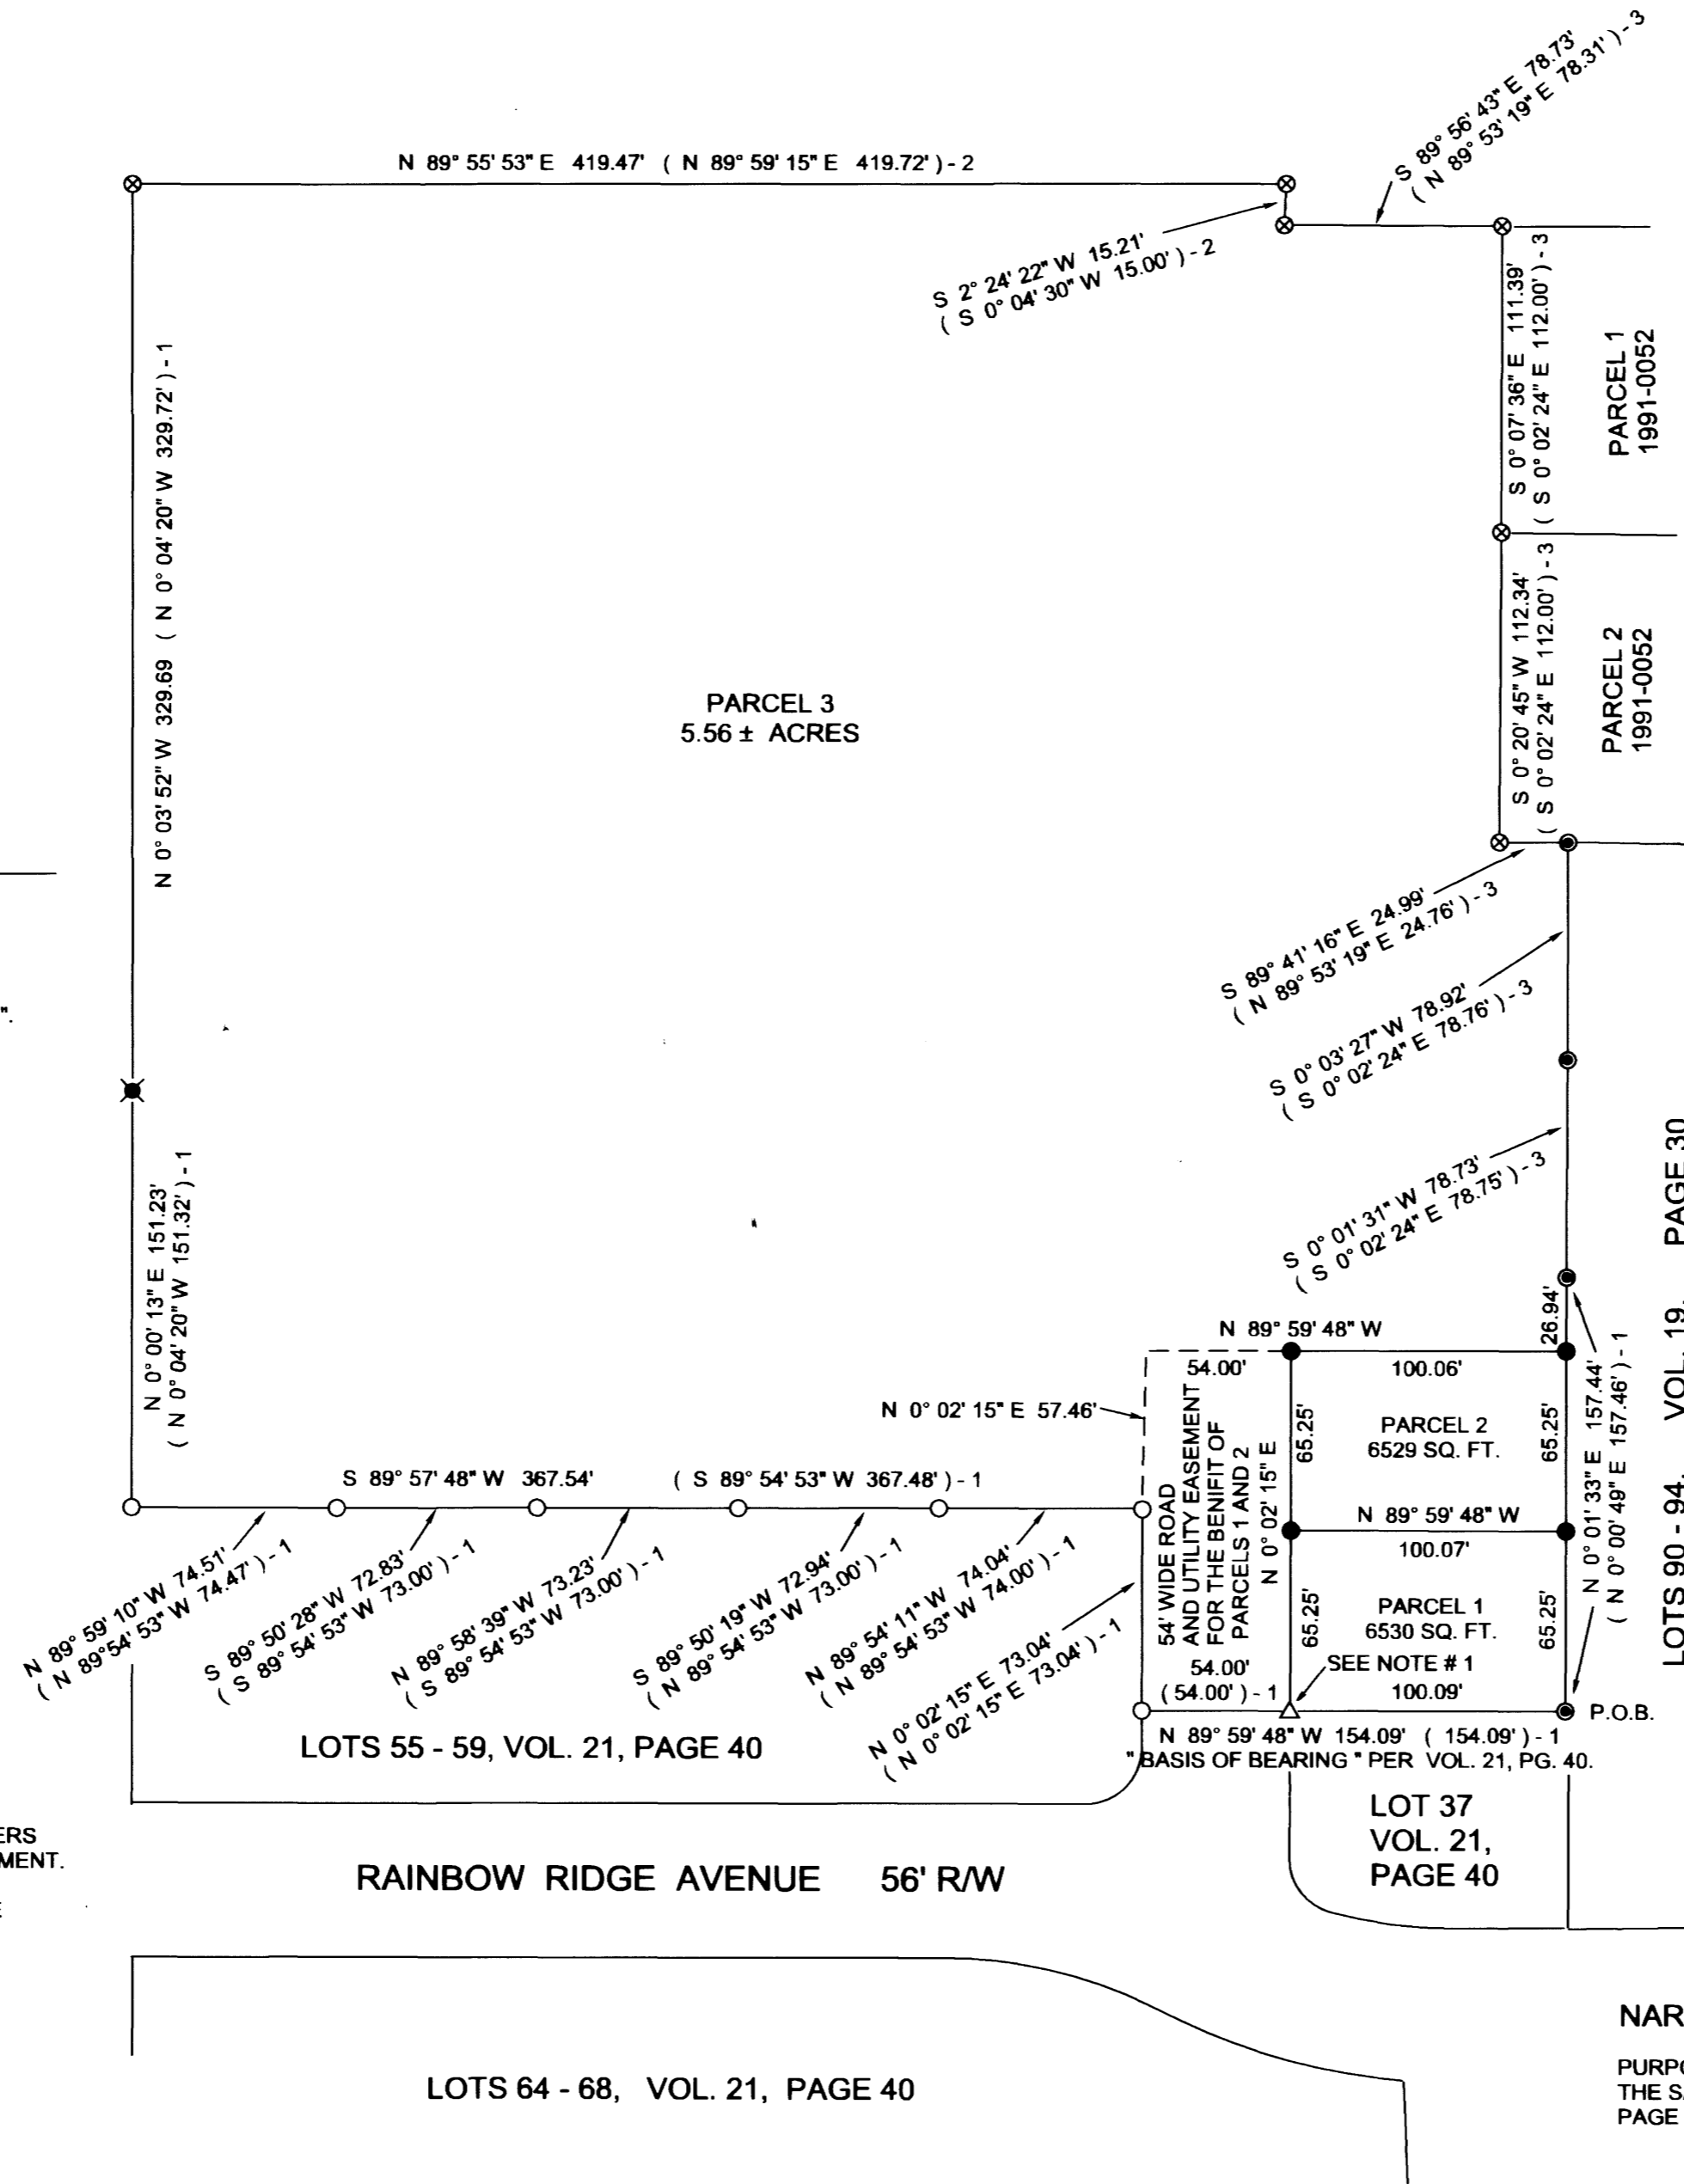 N 89° 55' 53" E 419.47' ( N 89° 59' 15" E 419.72' ) - 2
S 89° 56' 43" E 78.73'
( N 89° 53' 19" E 78.31' ) - 3
S 2° 24' 22" W 15.21'
( S 0° 04' 30" W 15.00' ) - 2
S 0° 07' 36" E 111.39'
( S 0° 02' 24" E 112.00' ) - 3
PARCEL 1
1991-0052
N 0° 03' 52" W 329.69 ( N 0° 04' 20" W 329.72' ) - 1
PARCEL 3
5.56 ± ACRES
S 0° 20' 45" W 112.34'
( S 0° 02' 24" E 112.00' ) - 3
PARCEL 2
1991-0052
S 89° 41' 16" E 24.99'
( N 89° 53' 19" E 24.76' ) - 3
".
S 0° 03' 27" W 78.92'
( S 0° 02' 24" E 78.76' ) - 3
S 0° 01' 31" W 78.73'
( S 0° 02' 24" E 78.75' ) - 3
LOTS 90 - 94, VOL. 19, PAGE 30
N 0° 00' 13" E 151.23'
( N 0° 04' 20" W 151.32' ) - 1
N 89° 59' 48" W
26.94'
54.00'
100.06'
N 0° 02' 15" E 57.46'
54' WIDE ROAD
AND UTILITY EASEMENT
FOR THE BENIFIT OF
PARCELS 1 AND 2
N 0° 02' 15" E
65.25'
PARCEL 2
6529 SQ. FT.
65.25'
N 0° 01' 33" E 157.44'
( N 0° 00' 49" E 157.46' ) - 1
S 89° 57' 48" W 367.54' ( S 89° 54' 53" W 367.48' ) - 1
N 89° 59' 48" W
100.07'
N 89° 59' 10" W 74.51'
( N 89°54' 53" W 74.47' ) - 1
S 89° 50' 28" W 72.83'
( S 89° 54' 53" W 73.00' ) - 1
N 89° 58' 39" W 73.23'
( S 89° 54' 53" W 73.00' ) - 1
S 89° 50' 19" W 72.94'
( N 89° 54' 53" W 73.00' ) - 1
N 89° 54' 11" W 74.04'
( N 89° 54' 53" W 74.00' ) - 1
N 0° 02' 15" E 73.04'
( N 0° 02' 15" E 73.04' ) - 1
65.25'
PARCEL 1
6530 SQ. FT.
65.25'
SEE NOTE # 1
54.00'
( 54.00' ) - 1
100.09'
P.O.B.
N 89° 59' 48" W 154.09' ( 154.09' ) - 1
" BASIS OF BEARING " PER VOL. 21, PG. 40.
LOTS 55 - 59, VOL. 21, PAGE 40
LOT 37
VOL. 21,
PAGE 40
ERS
MENT.
RAINBOW RIDGE AVENUE 56' R/W
LOTS 64 - 68, VOL. 21, PAGE 40
NAR
PURPO
THE S
PAGE